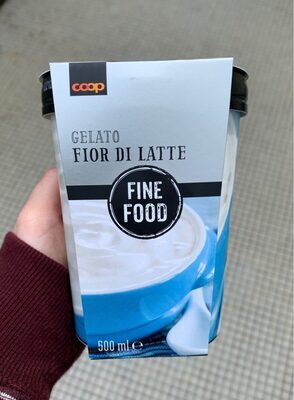 coop
GELATO
FIOR DI LATTE
FINE
FOOD
500 ml ℮